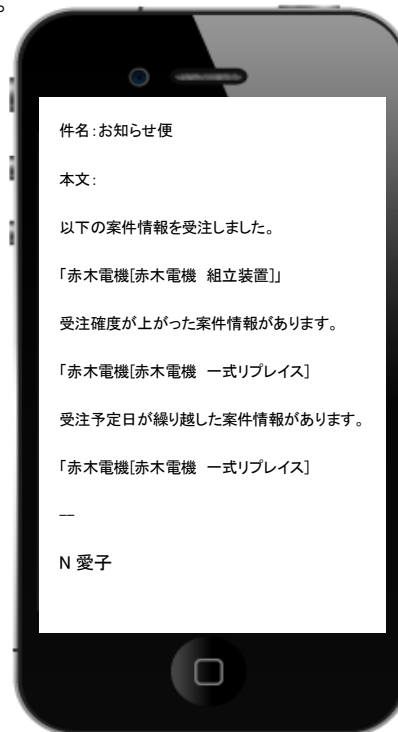 。
件名：お知らせ便
本文：
以下の案件情報を受注しました。
「赤木電機[赤木電機　組立装置]」
受注確度が上がった案件情報があります。
「赤木電機[赤木電機　一式リプレイス]
受注予定日が繰り越した案件情報があります。
「赤木電機[赤木電機　一式リプレイス]
--
N 愛子